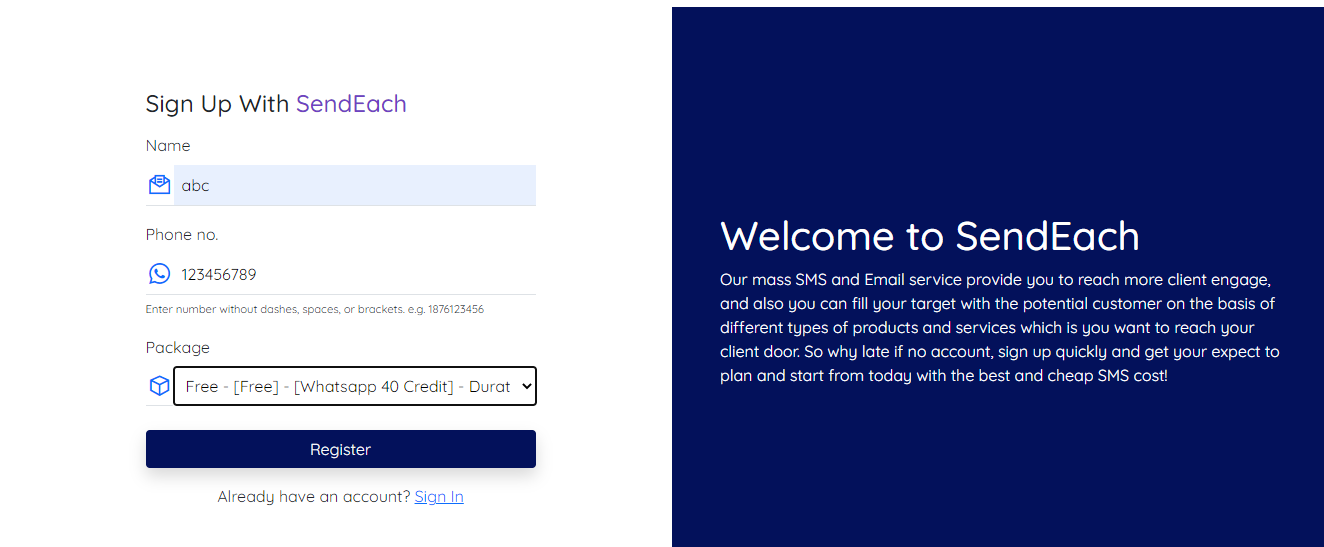 Sign Up With SendEach
Name
abc
Phone no.
123456789
Enter number without dashes, spaces, or brackets. e.g. 1876123456
Package
Free - [Free] - [Whatsapp 40 Credit] - Durat
Register
Already have an account? Sign In
Welcome to SendEach
Our mass SMS and Email service provide you to reach more client engage,
and also you can fill your target with the potential customer on the basis of
different types of products and services which is you want to reach your
client door. So why late if no account, sign up quickly and get your expect to
plan and start from today with the best and cheap SMS cost!